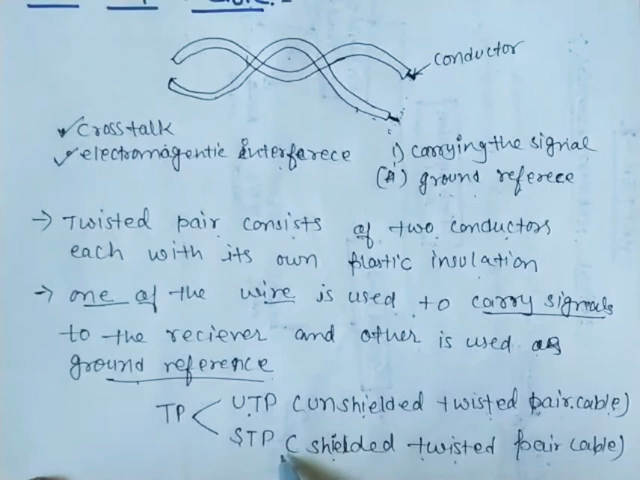 conductor
✓ crosstalk
✓ electromagentic interferece
i) carrying the signal
(ii) ground referece
→ Twisted pair consists of two conductors
each with its own plastic insulation
→ one of the wire is used to carry signals
to the reciever and other is used as
ground reference
TP < UTP (unshielded twisted pair.cable)
STP (shielded twisted pair cable)